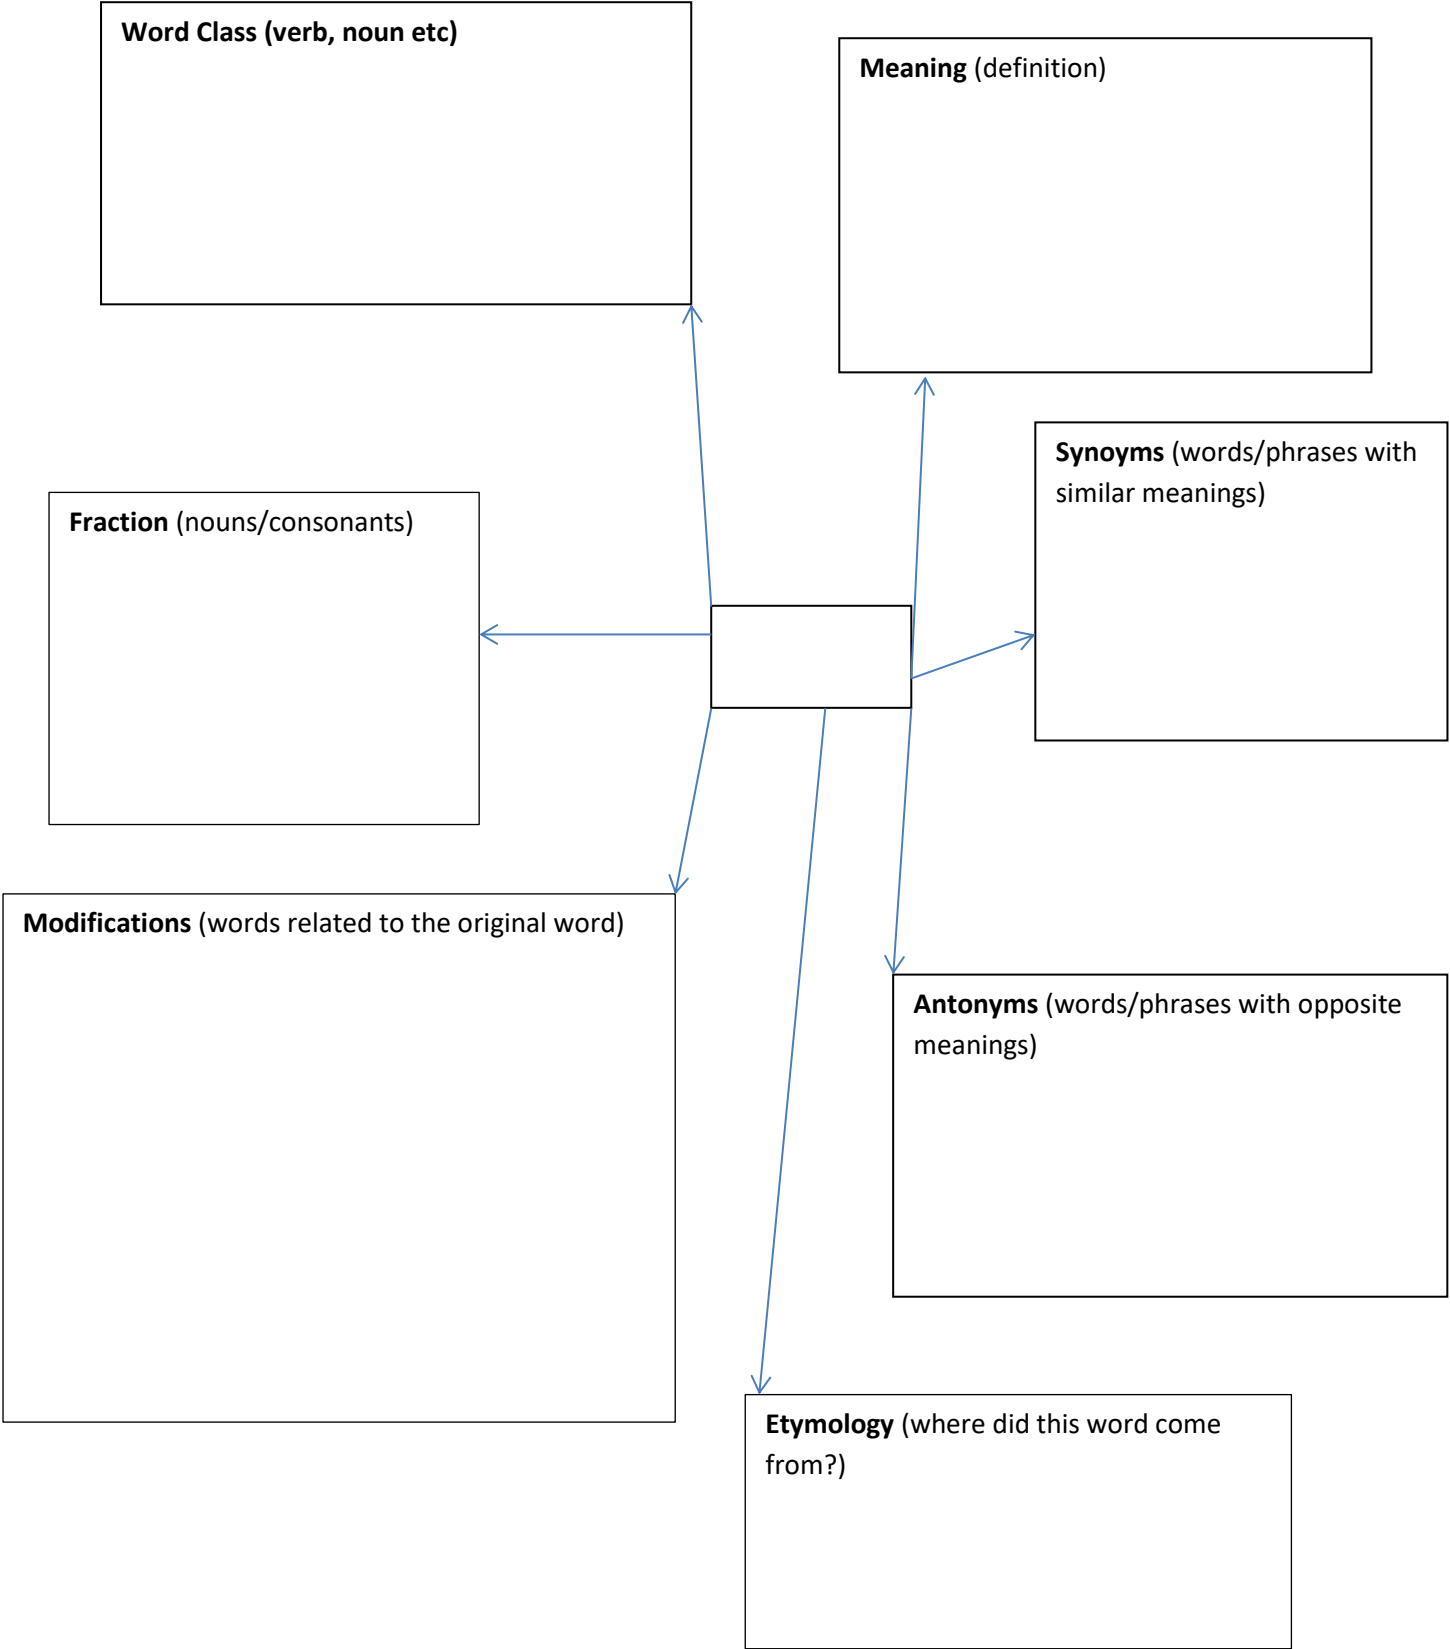 Word Class (verb, noun etc)
Meaning (definition)
Synoyms (words/phrases with
similar meanings)
Fraction (nouns/consonants)
Modifications (words related to the original word)
Antonyms (words/phrases with opposite
meanings)
Etymology (where did this word come
from?)